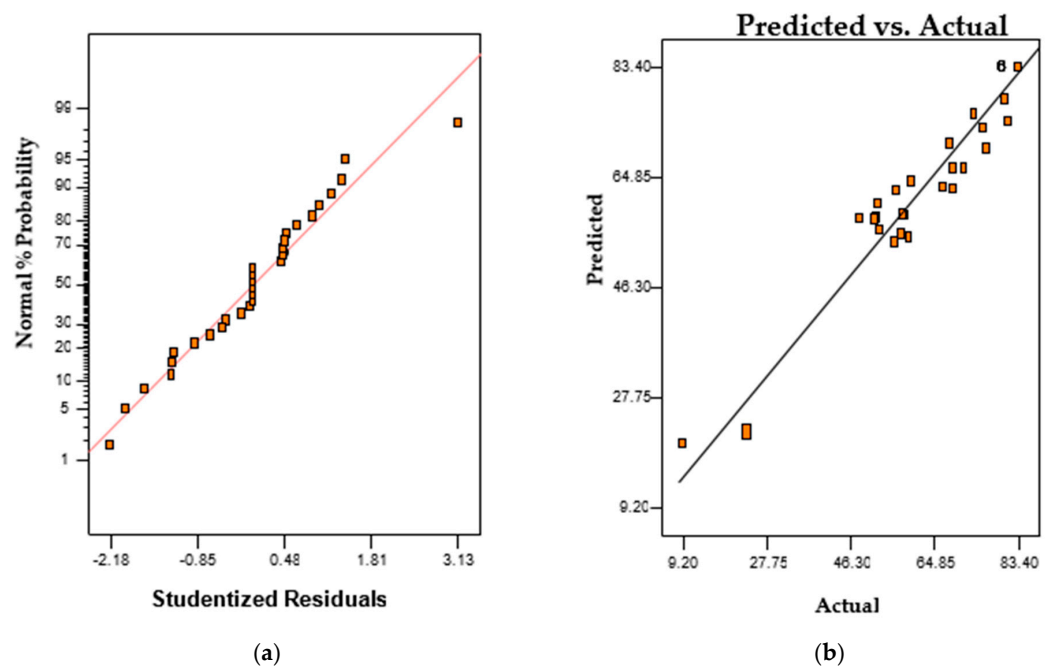 Normal % Probability
99
95
90
80
70
50
30
20
10
5
1
-2.18 -0.85 0.48 1.81 3.13
Studentized Residuals
(a)
Predicted vs. Actual
Predicted
83.40
64.85
46.30
27.75
9.20
6
9.20 27.75 46.30 64.85 83.40
Actual
(b)